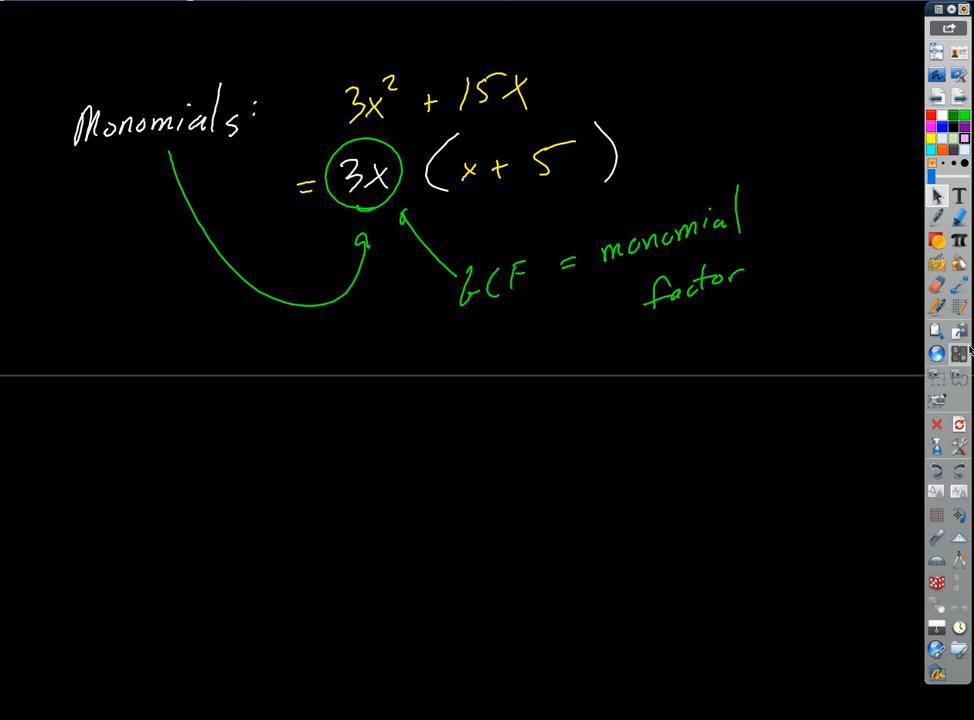 3x² + 15x
Monomials:
= 3x (x + 5)
GCF = monomial
factor